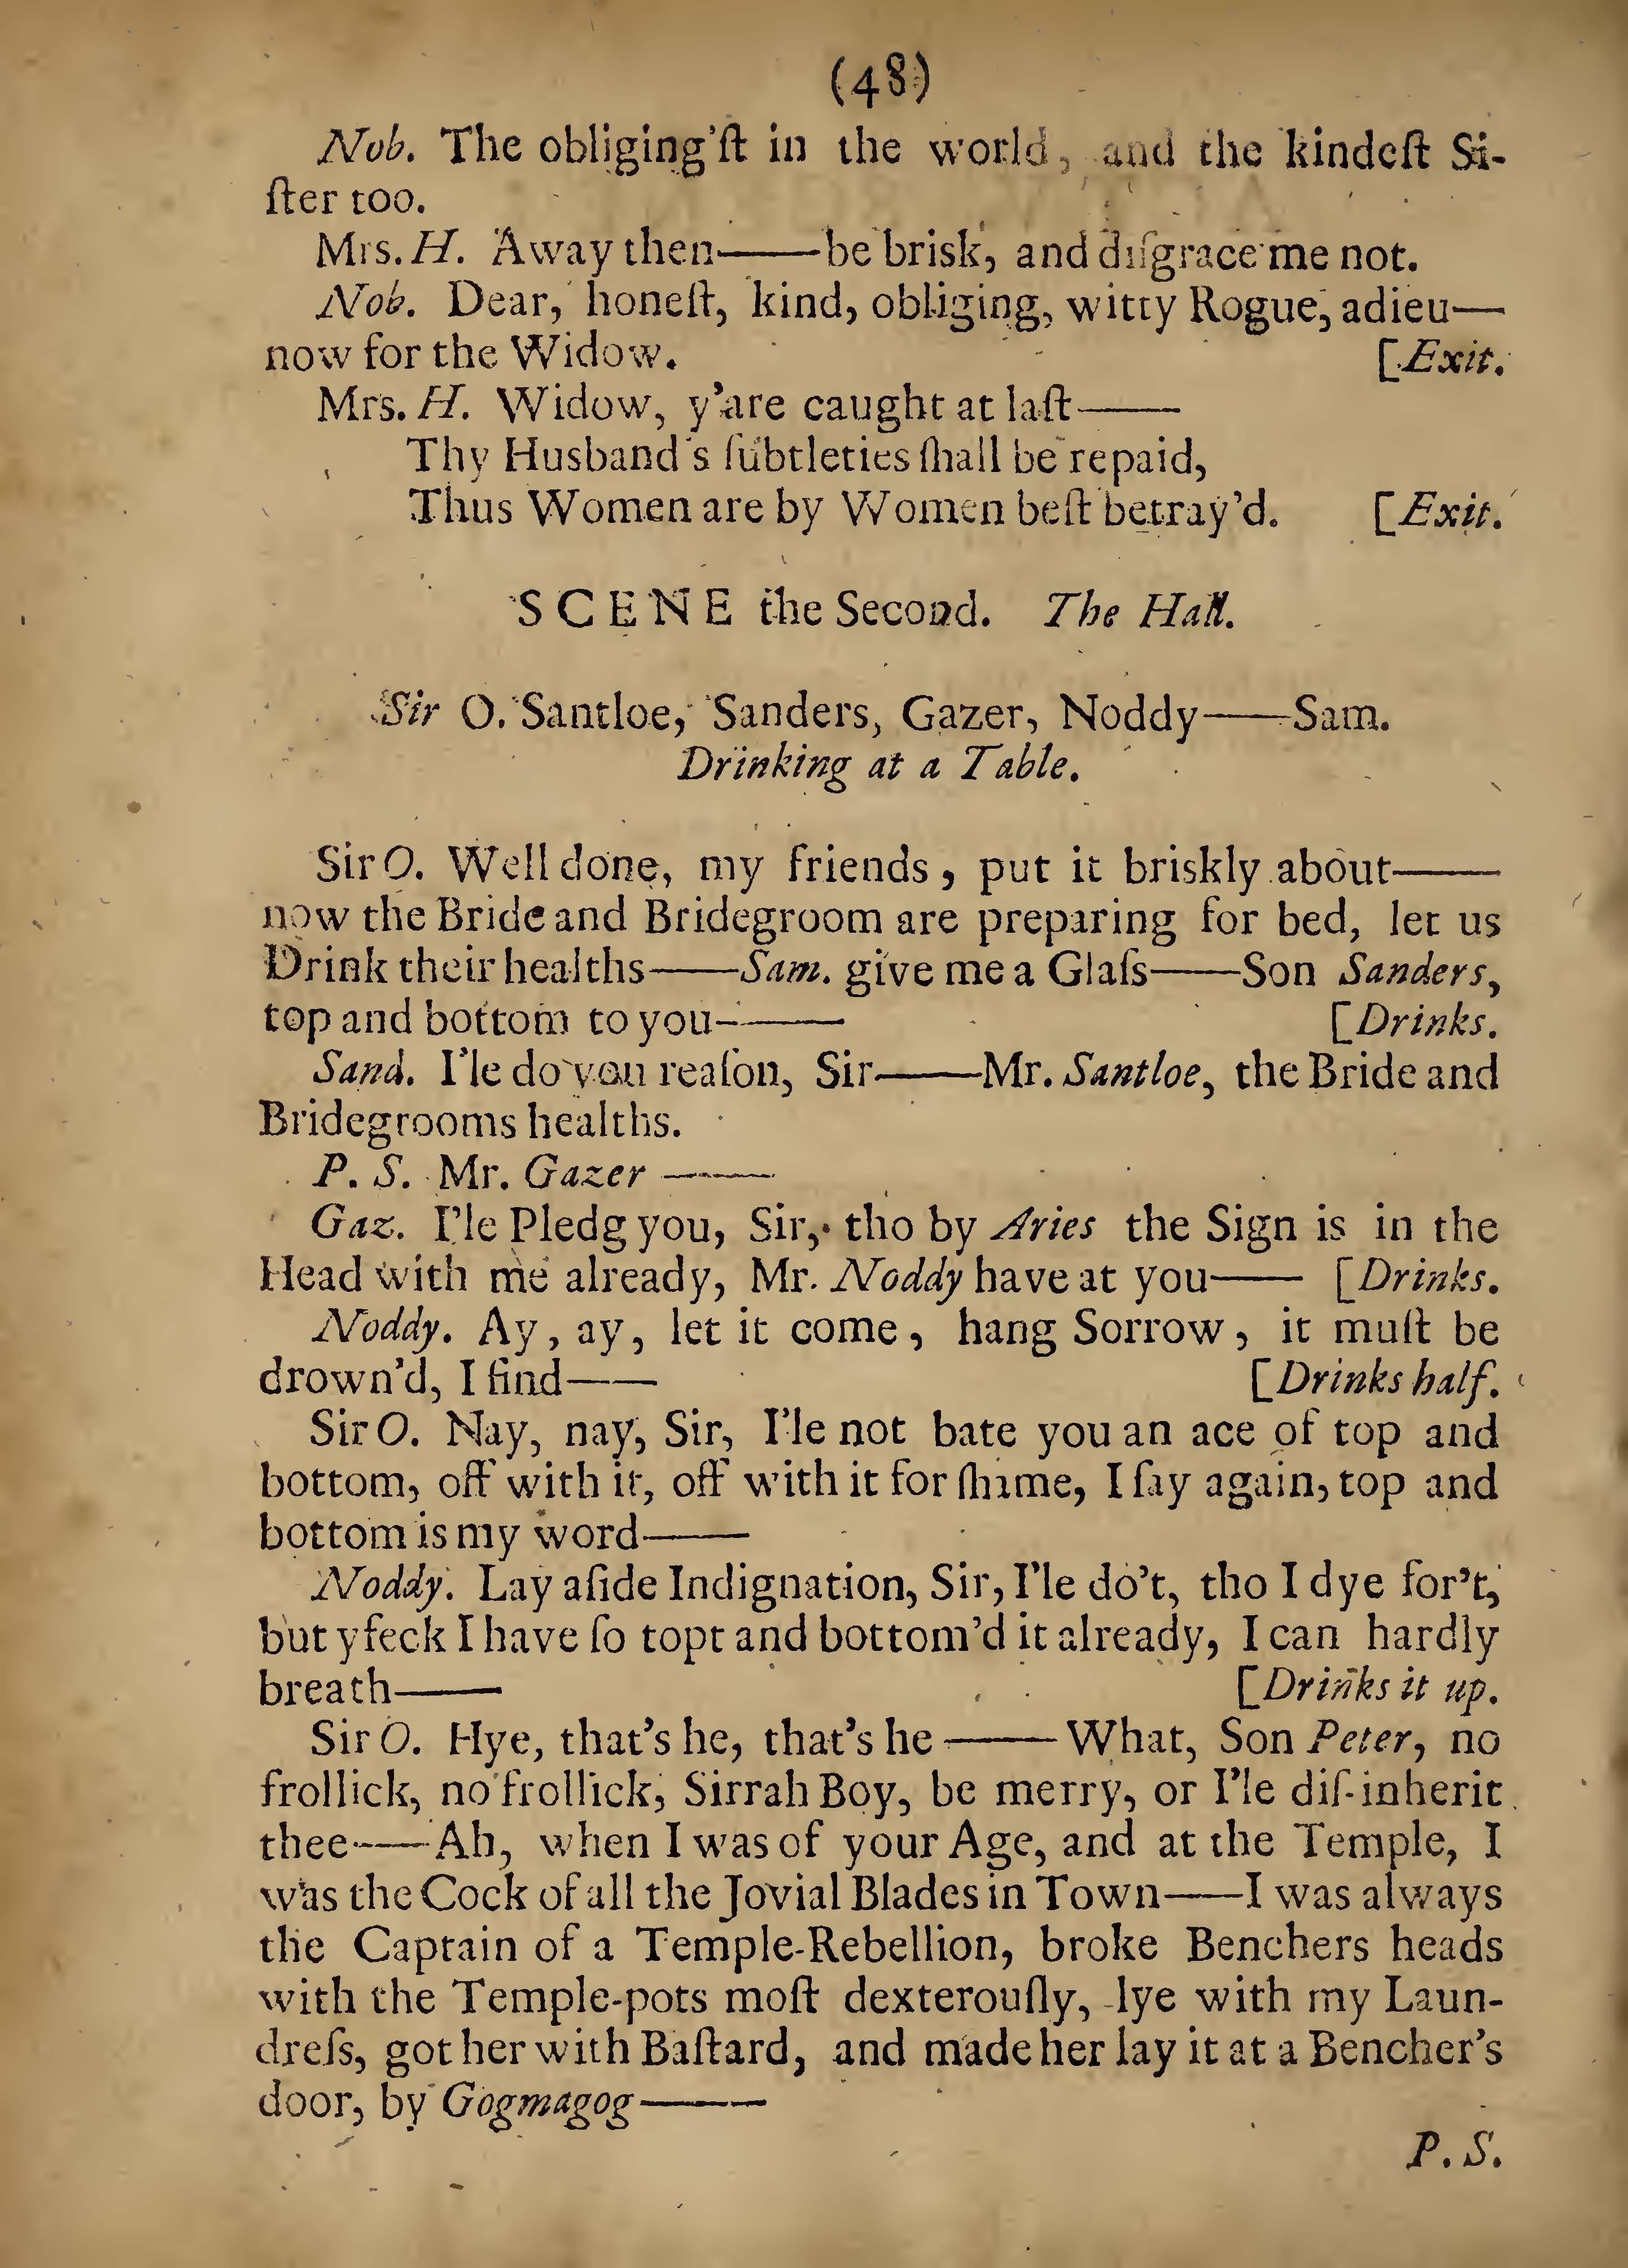 (48)
Nob. The obliging'ſt in the world, and the kindeſt Si-
ſter too.
Mrs. H. Away then——be brisk, and diſgrace me not.
Nob. Dear, honeſt, kind, obliging, witty Rogue, adieu—
now for the Widow. [Exit.
Mrs. H. Widow, y'are caught at laſt——
Thy Husband's ſubtleties ſhall be repaid,
Thus Women are by Women beſt betray'd. [Exit.
SCENE the Second. The Hall.
Sir O. Santloe, Sanders, Gazer, Noddy——Sam.
Drinking at a Table.
Sir O. Well done, my friends, put it briskly about——
now the Bride and Bridegroom are preparing for bed, let us
Drink their healths——Sam. give me a Glaſs——Son Sanders,
top and bottom to you——— [Drinks.
Sand. I'le do you reaſon, Sir——Mr. Santloe, the Bride and
Bridegrooms healths.
P. S. Mr. Gazer ——
Gaz. I'le Pledg you, Sir, tho by Aries the Sign is in the
Head with me already, Mr. Noddy have at you—— [Drinks.
Noddy. Ay, ay, let it come, hang Sorrow, it muſt be
drown'd, I find—— [Drinks half.
Sir O. Nay, nay, Sir, I'le not bate you an ace of top and
bottom, off with it, off with it for ſhame, I ſay again, top and
bottom is my word——
Noddy. Lay aſide Indignation, Sir, I'le do't, tho I dye for't,
but yfeck I have ſo topt and bottom'd it already, I can hardly
breath—— [Drinks it up.
Sir O. Hye, that's he, that's he —— What, Son Peter, no
frollick, no frollick, Sirrah Boy, be merry, or I'le diſ-inherit
thee——Ah, when I was of your Age, and at the Temple, I
was the Cock of all the Jovial Blades in Town——I was always
the Captain of a Temple-Rebellion, broke Benchers heads
with the Temple-pots moſt dexterouſly, lye with my Laun-
dreſs, got her with Baſtard, and made her lay it at a Bencher's
door, by Gogmagog———
P. S.